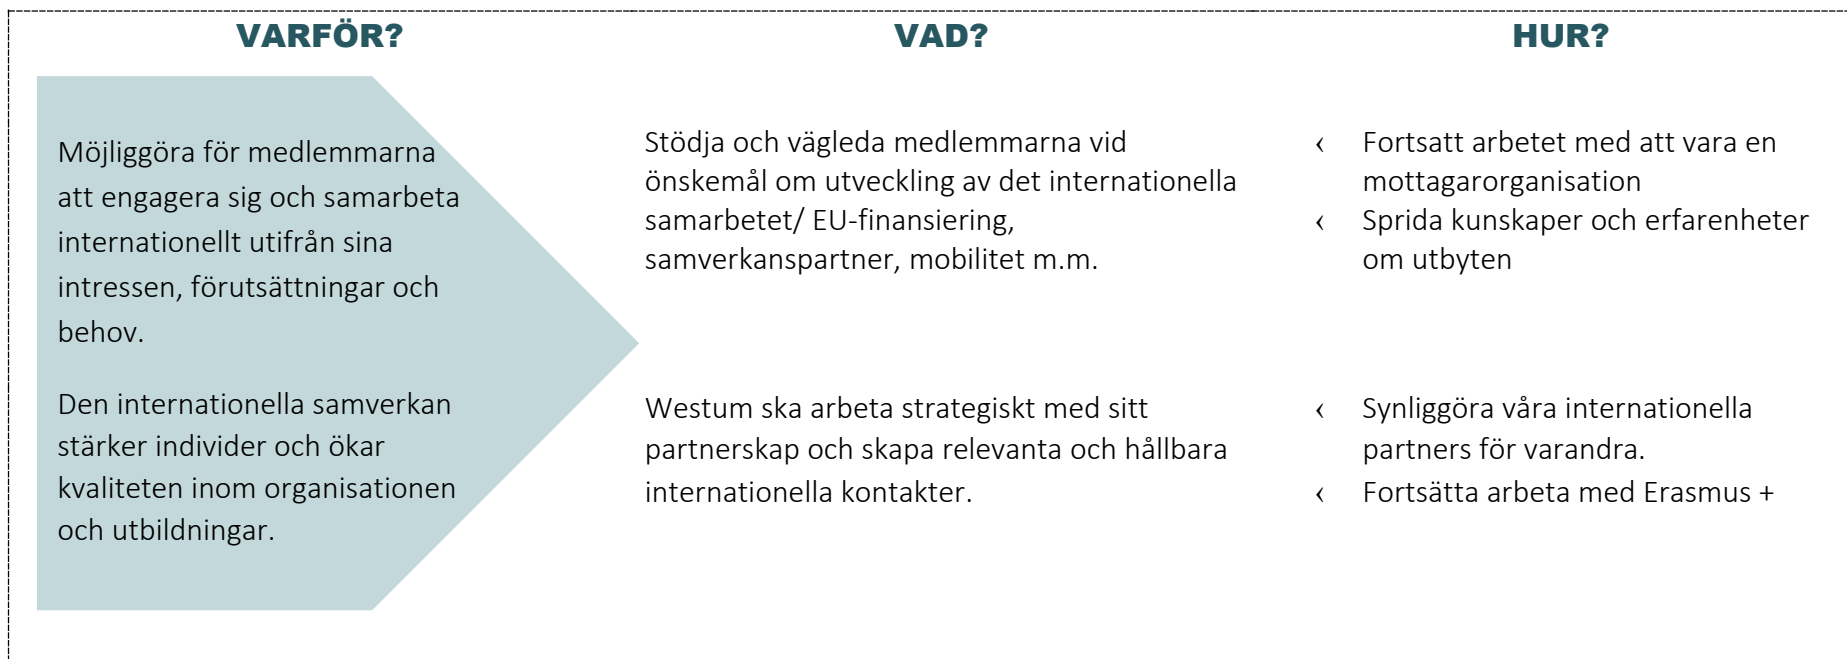 VARFÖR?
Möjliggöra för medlemmarna
att engagera sig och samarbeta
internationellt utifrån sina
intressen, förutsättningar och
behov.
Den internationella samverkan
stärker individer och ökar
kvaliteten inom organisationen
och utbildningar.
VAD?
Stödja och vägleda medlemmarna vid
önskemål om utveckling av det internationella
samarbetet/ EU-finansiering,
samverkanspartner, mobilitet m.m.
Westum ska arbeta strategiskt med sitt
partnerskap och skapa relevanta och hållbara
internationella kontakter.
HUR?
‹ Fortsatt arbetet med att vara en
mottagarorganisation
‹ Sprida kunskaper och erfarenheter
om utbyten
‹ Synliggöra våra internationella
partners för varandra.
‹ Fortsätta arbeta med Erasmus +